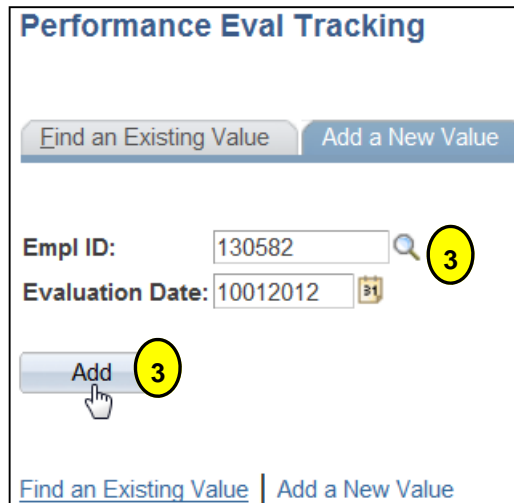 Performance Eval Tracking
Find an Existing Value Add a New Value
Empl ID: 130582 3
Evaluation Date: 10012012 31
Add 3
Find an Existing Value | Add a New Value